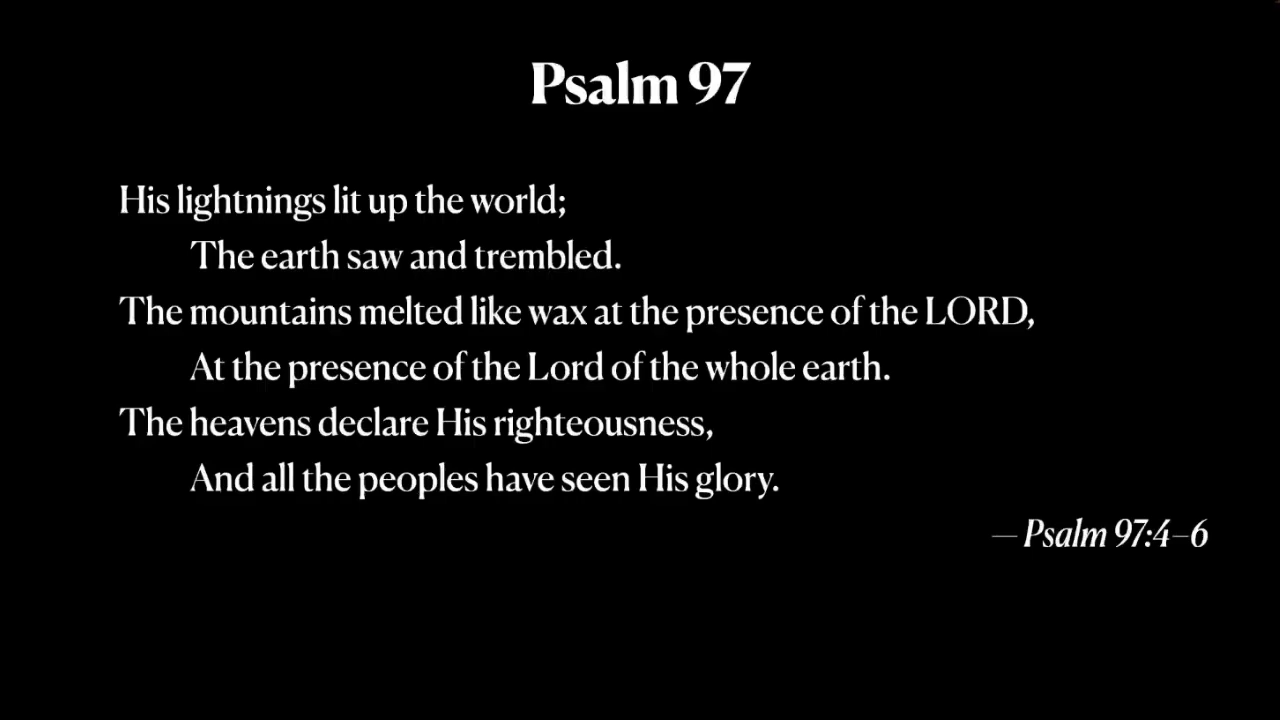 Psalm 97
His lightnings lit up the world;
The earth saw and trembled.
The mountains melted like wax at the presence of the LORD,
At the presence of the Lord of the whole earth.
The heavens declare His righteousness,
And all the peoples have seen His glory.
— Psalm 97:4–6